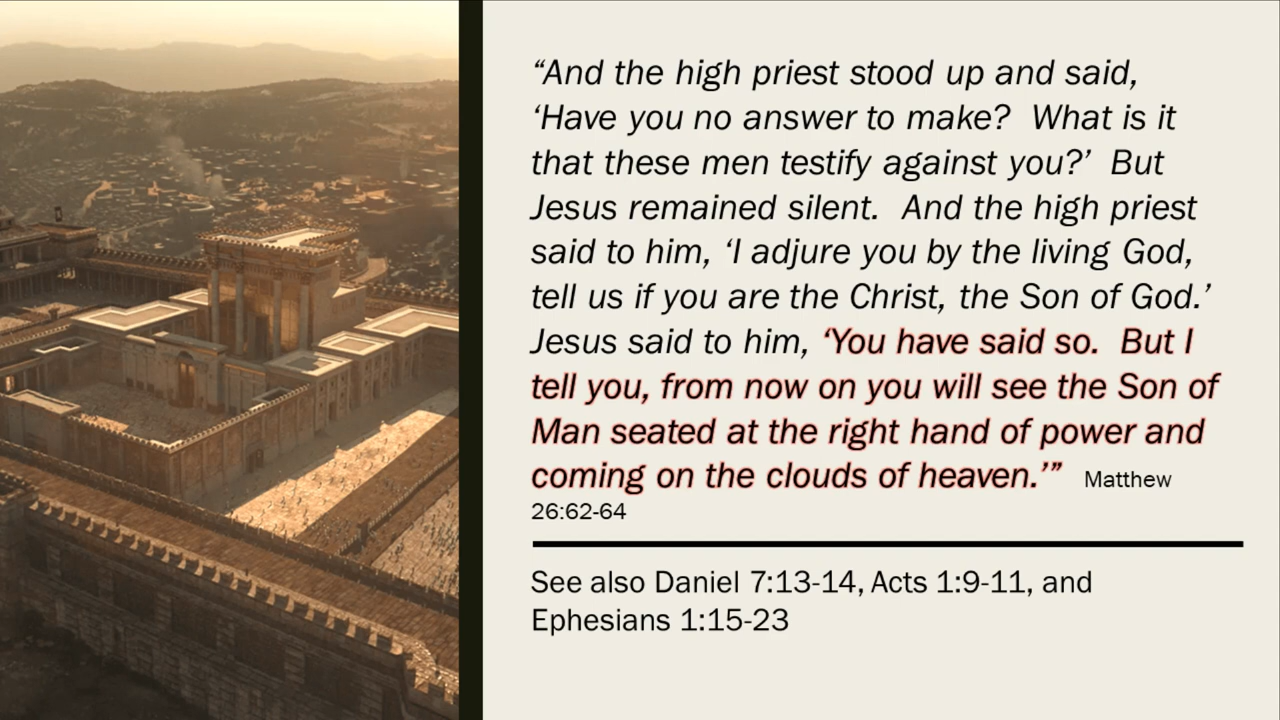 “And the high priest stood up and said,
‘Have you no answer to make?  What is it
that these men testify against you?’  But
Jesus remained silent.  And the high priest
said to him, ‘I adjure you by the living God,
tell us if you are the Christ, the Son of God.’
Jesus said to him, ‘You have said so.  But I
tell you, from now on you will see the Son of
Man seated at the right hand of power and
coming on the clouds of heaven.’”  Matthew
26:62-64
See also Daniel 7:13-14, Acts 1:9-11, and
Ephesians 1:15-23